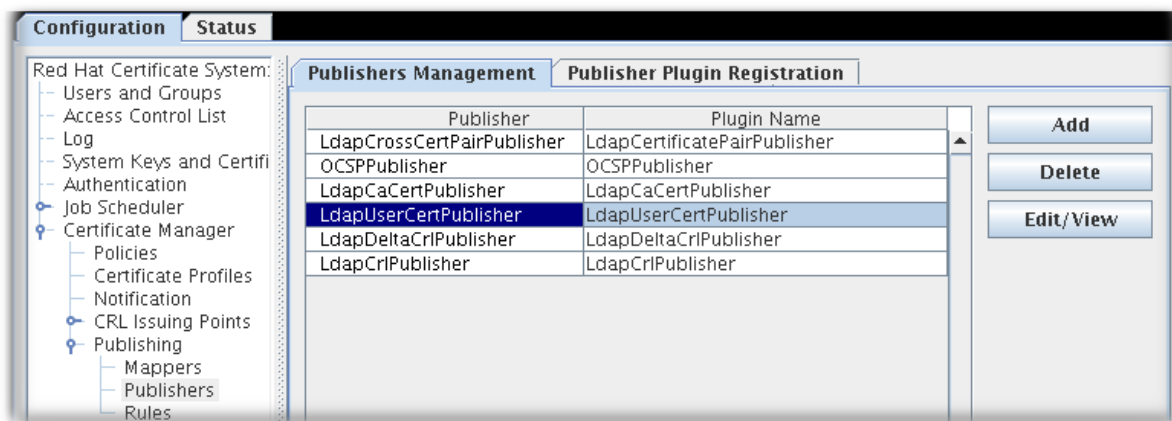 Configuration Status
Red Hat Certificate System:
Users and Groups
Access Control List
Log
System Keys and Certifi
Authentication
Job Scheduler
Certificate Manager
Policies
Certificate Profiles
Notification
CRL Issuing Points
Publishing
Mappers
Publishers
Rules
Publishers Management Publisher Plugin Registration
Publisher Plugin Name
LdapCrossCertPairPublisher LdapCertificatePairPublisher
OCSPPublisher OCSPPublisher
LdapCaCertPublisher LdapCaCertPublisher
LdapUserCertPublisher LdapUserCertPublisher
LdapDeltaCrlPublisher LdapDeltaCrlPublisher
LdapCrlPublisher LdapCrlPublisher
Add
Delete
Edit/View